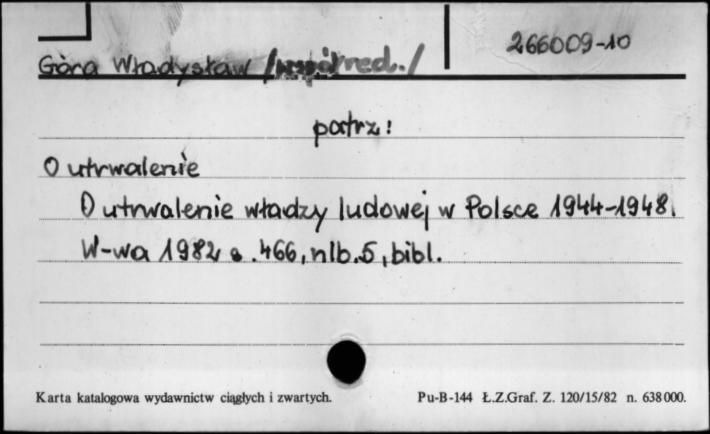 266009-10
Góra Władysław /współred./
patrz:
O utrwalenie
O utrwalenie władzy ludowej w Polsce 1944-1948.
W-wa 1982 s. 466, nlb. 5, bibl.
Karta katalogowa wydawnictw ciągłych i zwartych. Pu-B-144 Ł.Z.Graf. Z. 120/15/82 n. 638000.